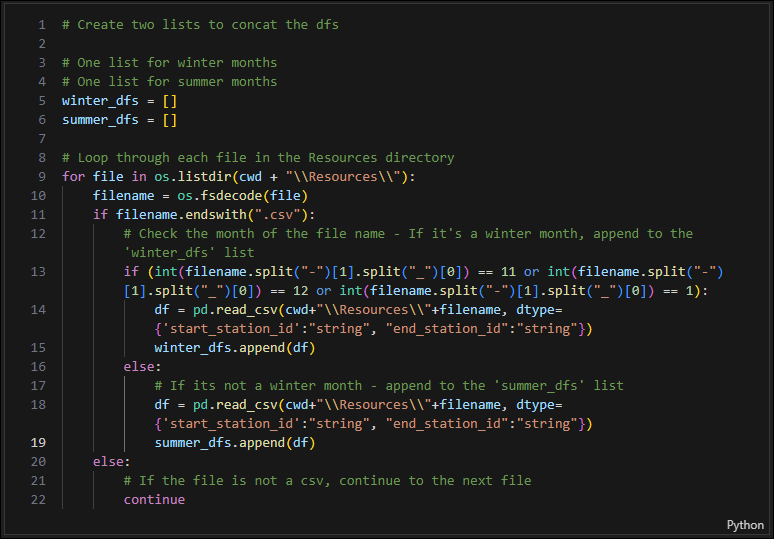 1 # Create two lists to concat the dfs
2
3 # One list for winter months
4 # One list for summer months
5 winter_dfs = []
6 summer_dfs = []
7
8 # Loop through each file in the Resources directory
9 for file in os.listdir(cwd + "\\Resources\\"):
10     filename = os.fsdecode(file)
11     if filename.endswith(".csv"):
12         # Check the month of the file name - If it's a winter month, append to the
'winter_dfs' list
13         if (int(filename.split("-")[1].split("_")[0]) == 11 or int(filename.split("-")
[1].split("_")[0]) == 12 or int(filename.split("-")[1].split("_")[0]) == 1):
14             df = pd.read_csv(cwd+"\\Resources\\"+filename, dtype=
{'start_station_id':"string", "end_station_id":"string"})
15             winter_dfs.append(df)
16         else:
17             # If its not a winter month - append to the 'summer_dfs' list
18             df = pd.read_csv(cwd+"\\Resources\\"+filename, dtype=
{'start_station_id':"string", "end_station_id":"string"})
19             summer_dfs.append(df)
20     else:
21         # If the file is not a csv, continue to the next file
22         continue
Python